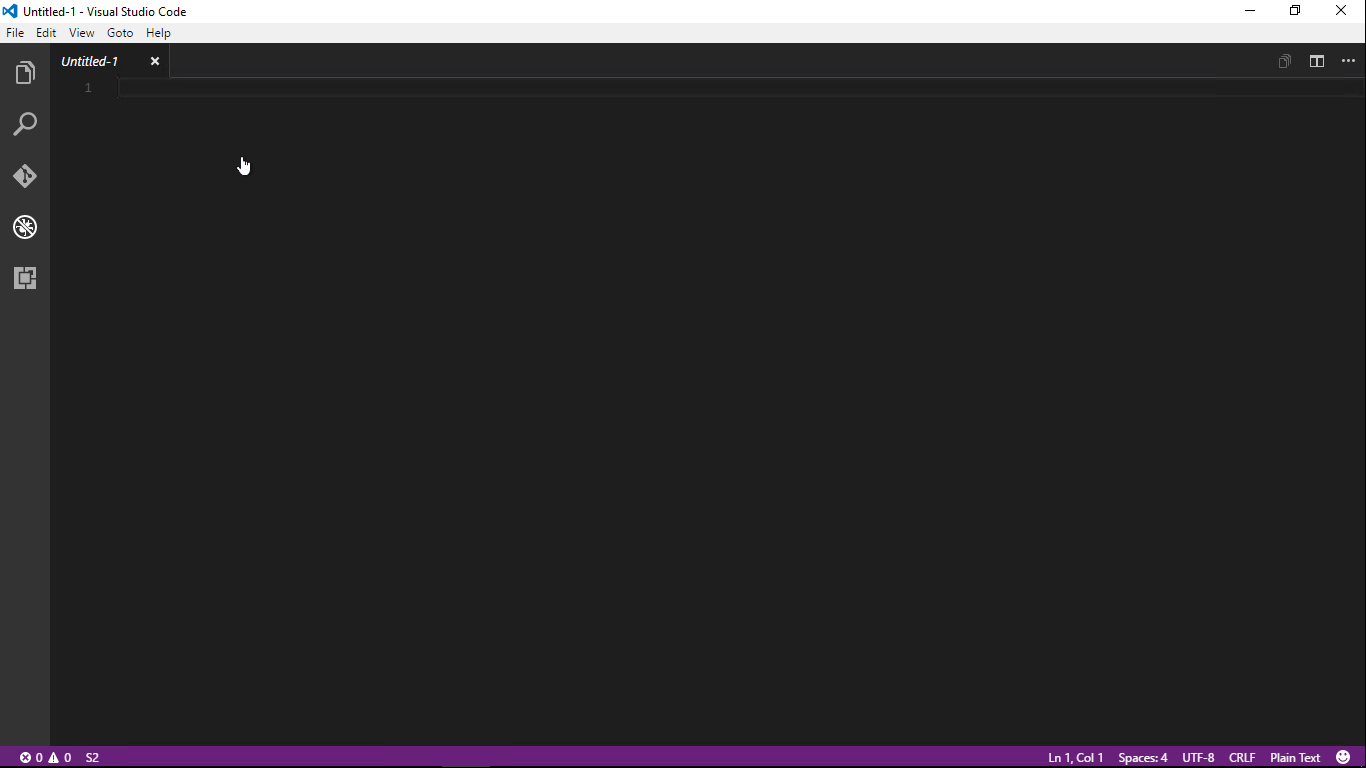 Untitled-1 - Visual Studio Code
File Edit View Goto Help
Untitled-1
1
0 0 S2 Ln 1, Col 1 Spaces: 4 UTF-8 CRLF Plain Text